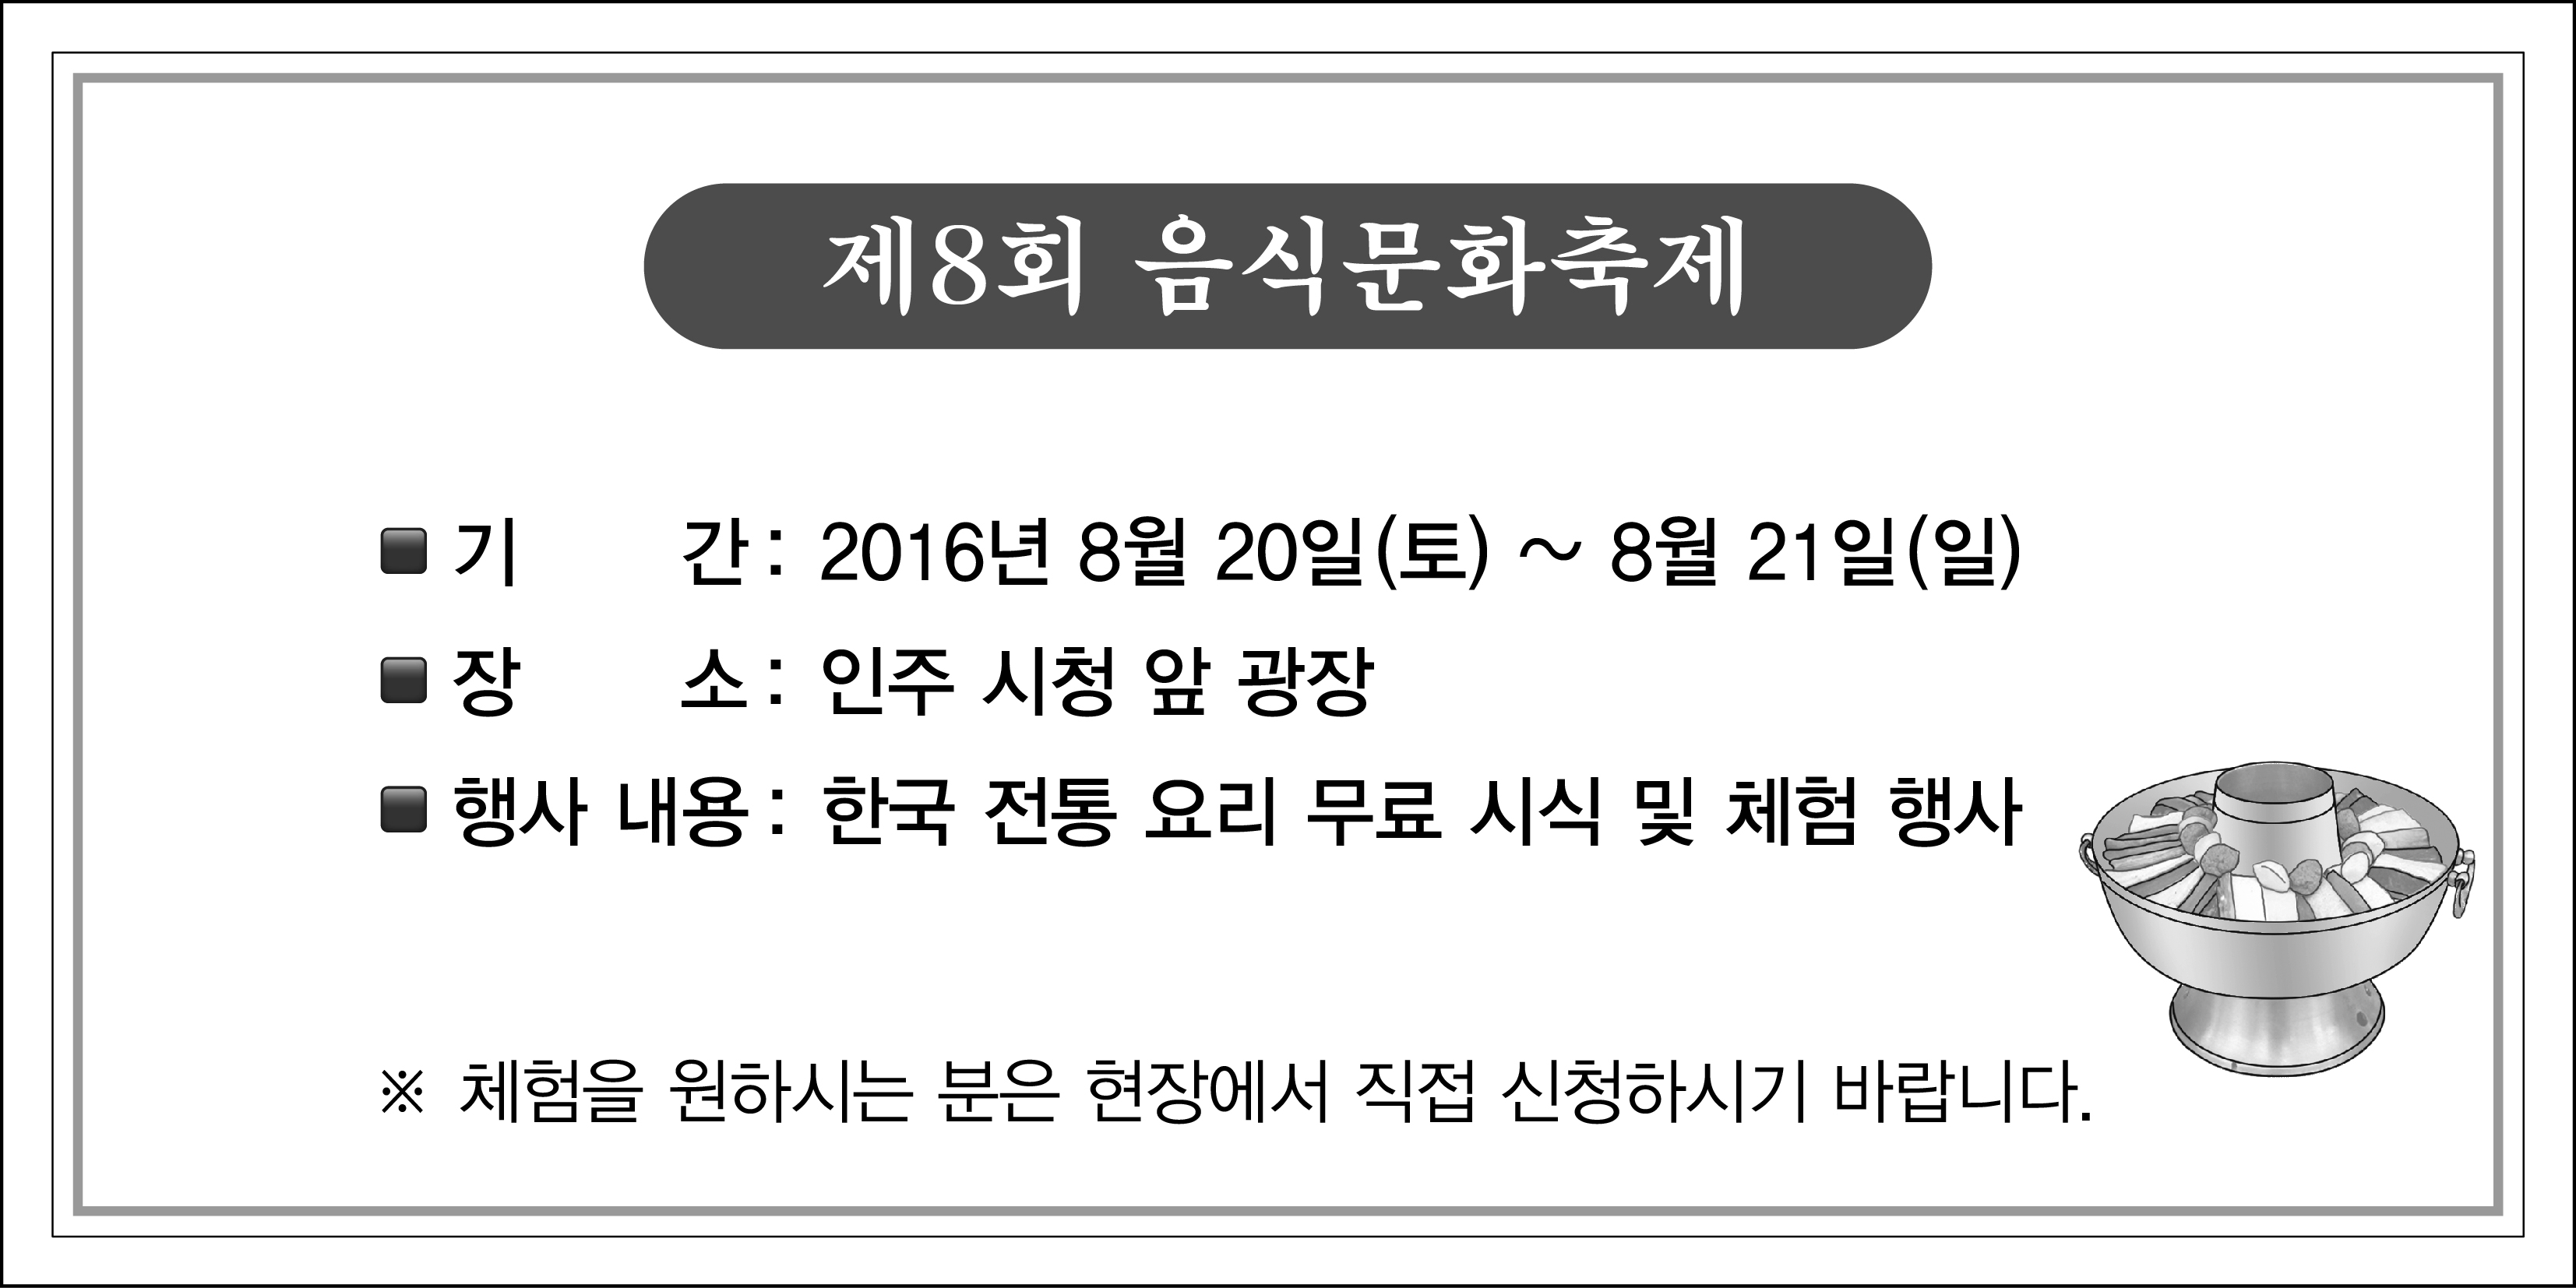 제8회 음식문화축제
■ 기 간 : 2016년 8월 20일(토) ~ 8월 21일(일)
■ 장 소 : 인주 시청 앞 광장
■ 행사 내용 : 한국 전통 요리 무료 시식 및 체험 행사
※ 체험을 원하시는 분은 현장에서 직접 신청하시기 바랍니다.